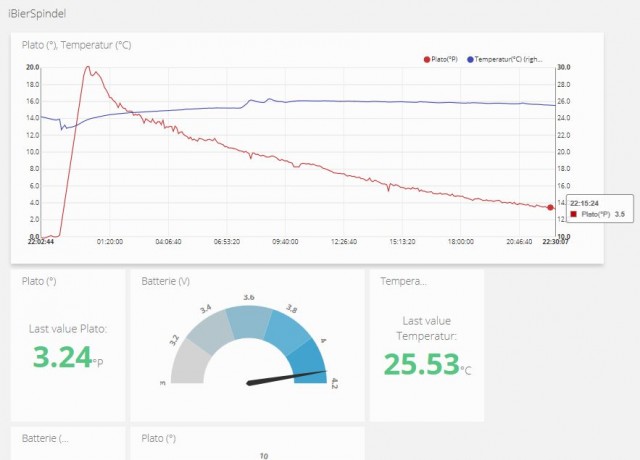 iBierSpindel
Plato (°), Temperatur (°C)
Plato(°P) Temperatur(°C) (righ...
20.0 30.0
18.0 28.0
16.0 26.0
14.0 24.0
12.0 22.0
10.0 20.0
8.0 18.0
6.0 16.0
4.0 14.
2.0 12.0
0.0 10.0
22:02:44 01:20:00 04:06:40 06:53:20 09:40:00 12:26:40 15:13:20 18:00:00 20:46:40 22:30:07
22:15:24
Plato(°P) 3.5
Plato (°)
Last value Plato:
3.24°P
Batterie (V)
3 3.2 3.4 3.6 3.8 4 4.2
Tempera...
Last value
Temperatur:
25.53°C
Batterie (...
Plato (°)
10